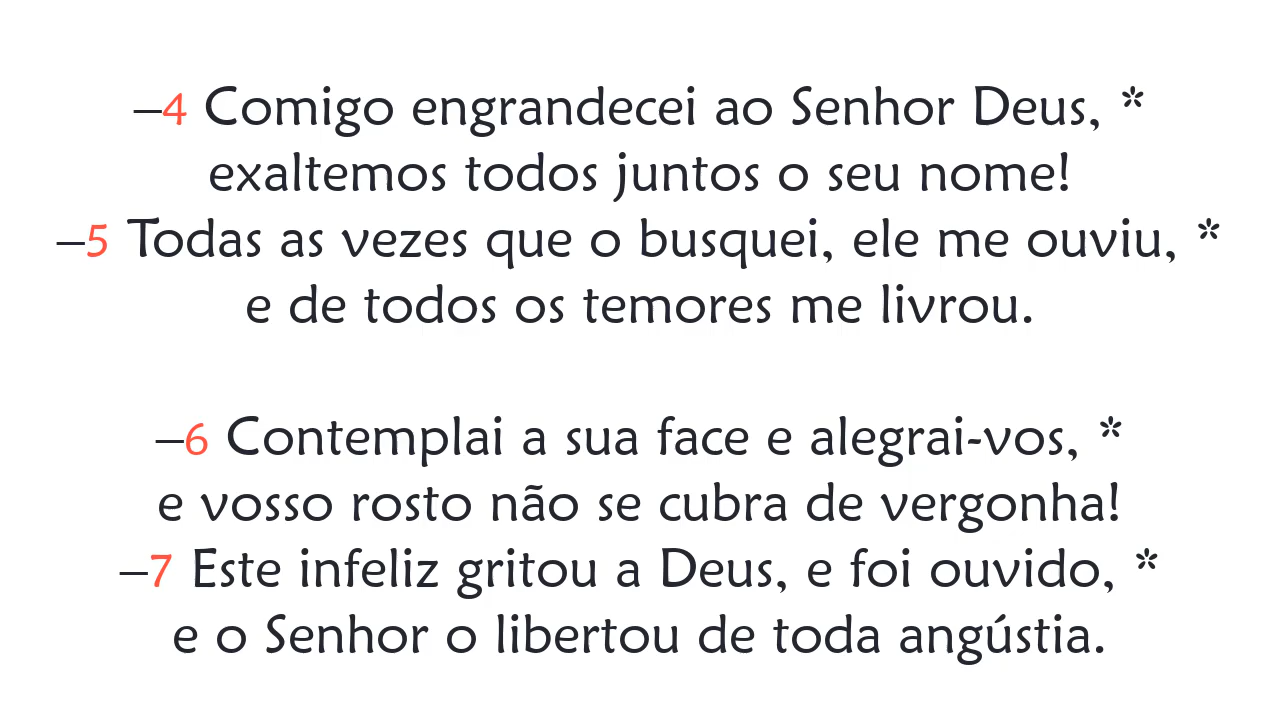 –4 Comigo engrandecei ao Senhor Deus, *
exaltemos todos juntos o seu nome!
–5 Todas as vezes que o busquei, ele me ouviu, *
e de todos os temores me livrou.
–6 Contemplai a sua face e alegrai-vos, *
e vosso rosto não se cubra de vergonha!
–7 Este infeliz gritou a Deus, e foi ouvido, *
e o Senhor o libertou de toda angústia.